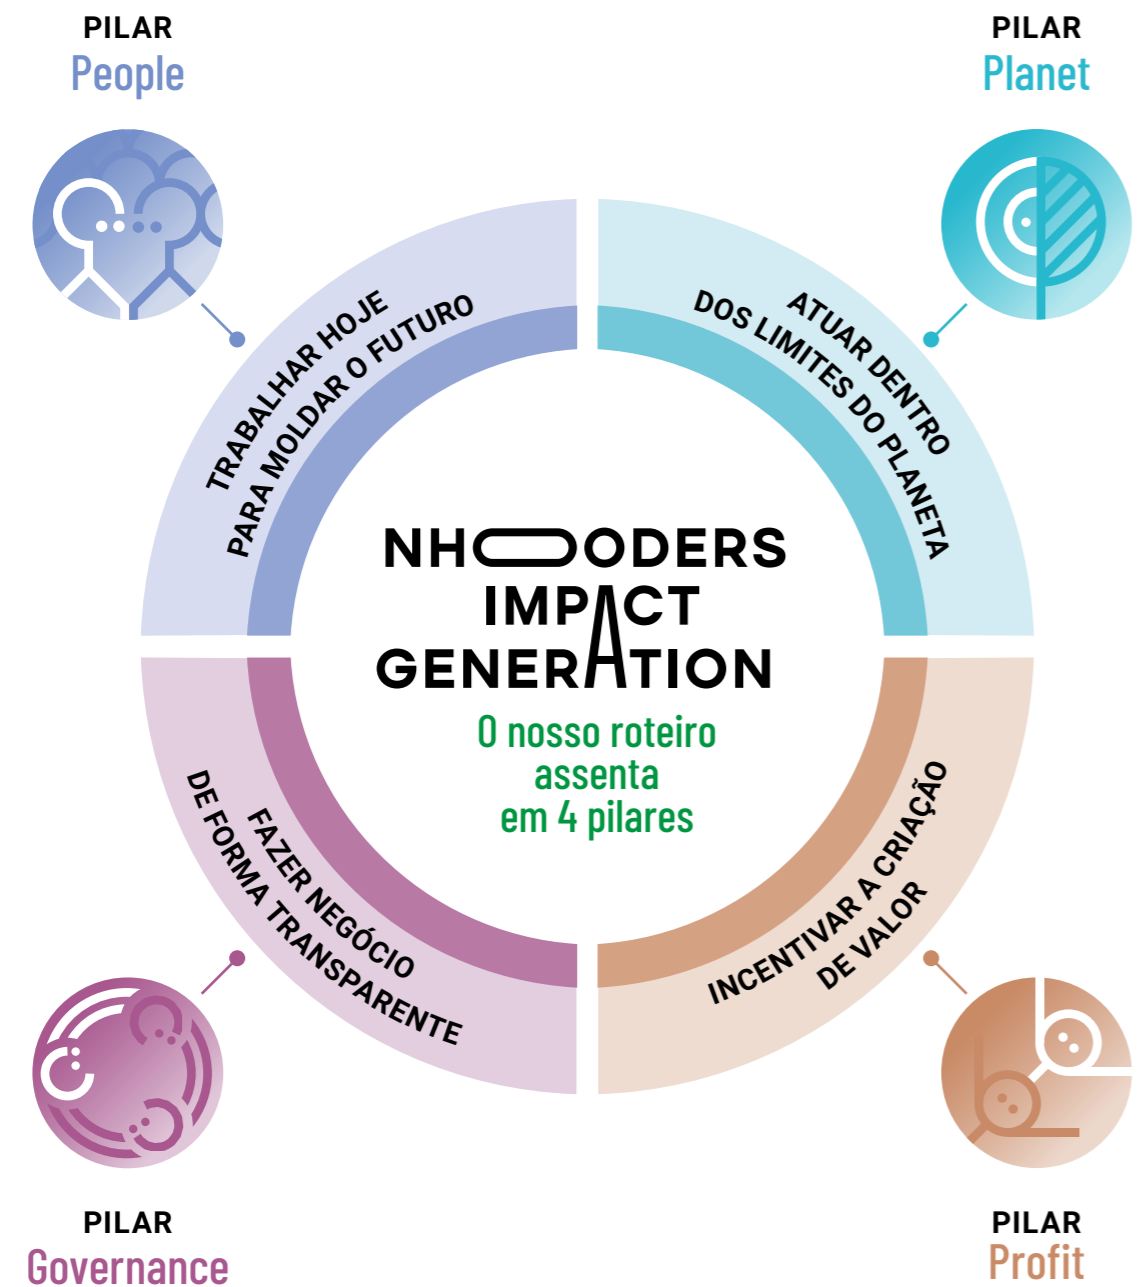 PILAR
People
PILAR
Planet
TRABALHAR HOJE
PARA MOLDAR O FUTURO
ATUAR DENTRO
DOS LIMITES DO PLANETA
NHOODERS
IMPACT
GENERATION
O nosso roteiro
assenta
em 4 pilares
FAZER NEGÓCIO
DE FORMA TRANSPARENTE
INCENTIVAR A CRIAÇÃO
DE VALOR
PILAR
Governance
PILAR
Profit